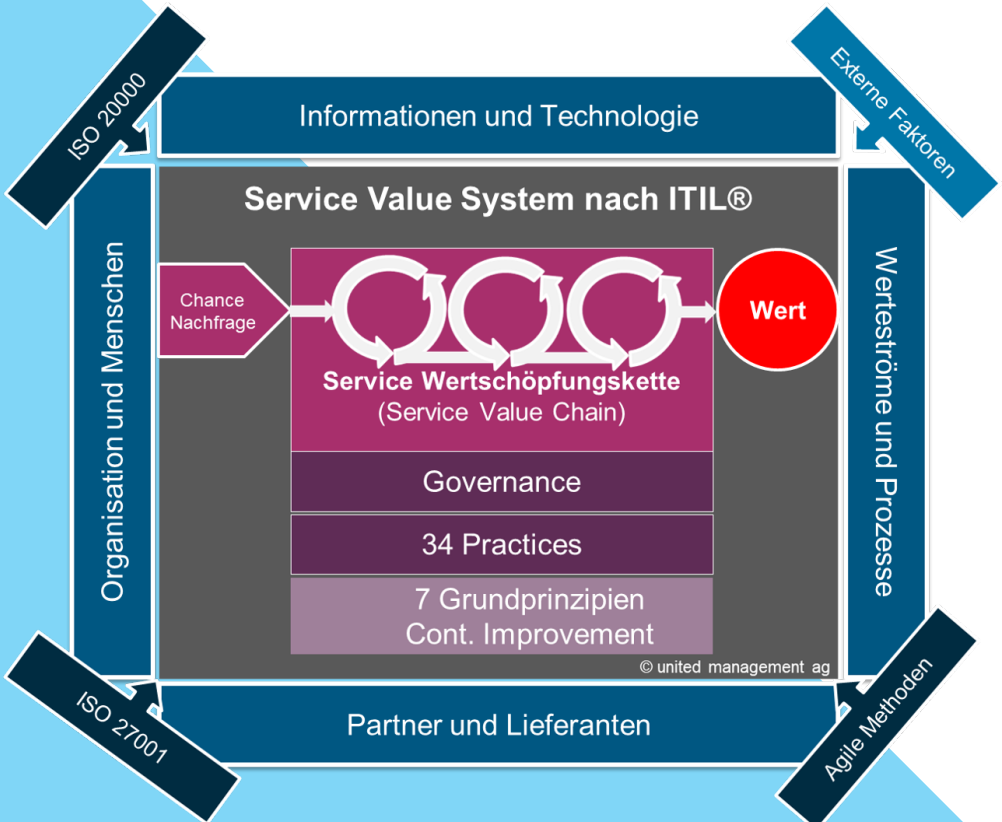 ISO 20000
Externe Faktoren
Informationen und Technologie
Service Value System nach ITIL®
Organisation und Menschen
Chance
Nachfrage
Wert
Werteströme und Prozesse
Service Wertschöpfungskette
(Service Value Chain)
Governance
34 Practices
7 Grundprinzipien
Cont. Improvement
© united management ag
ISO 27001
Partner und Lieferanten
Agile Methoden